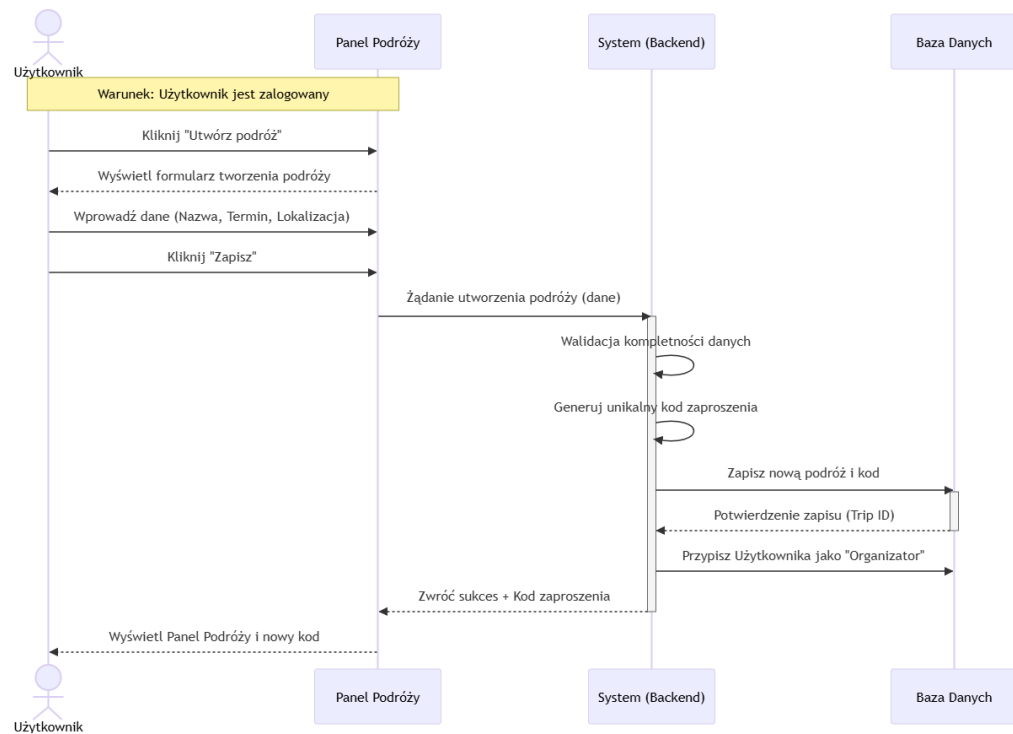 Użytkownik
Panel Podróży
System (Backend)
Baza Danych
Warunek: Użytkownik jest zalogowany
Kliknij "Utwórz podróż"
Wyświetl formularz tworzenia podróży
Wprowadź dane (Nazwa, Termin, Lokalizacja)
Kliknij "Zapisz"
Żądanie utworzenia podróży (dane)
Walidacja kompletności danych
Generuj unikalny kod zaproszenia
Zapisz nową podróż i kod
Potwierdzenie zapisu (Trip ID)
Przypisz Użytkownika jako "Organizator"
Zwróć sukces + Kod zaproszenia
Wyświetl Panel Podróży i nowy kod
Użytkownik
Panel Podróży
System (Backend)
Baza Danych